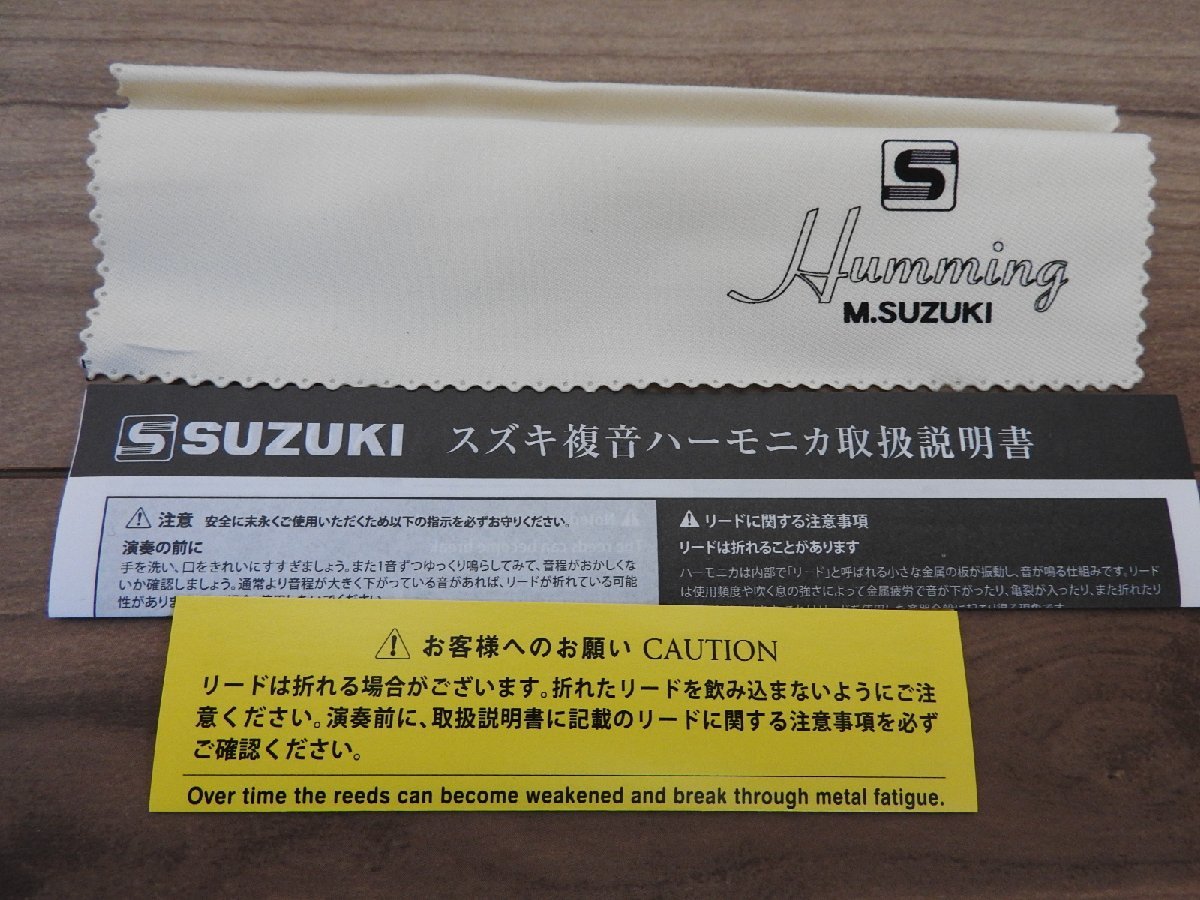 S
Humming
M.SUZUKI
S SUZUKI スズキ複音ハーモニカ取扱説明書
⚠ 注意 安全に末永くご使用いただくため以下の指示を必ずお守りください。
演奏の前に
手を洗い、口をきれいにすすぎましょう。また1音ずつゆっくり鳴らしてみて、音程がおかしくな
いか確認しましょう。通常より音程が大きく下がっている音があれば、リードが折れている可能
性があり
⚠ リードに関する注意事項
リードは折れることがあります
ハーモニカは内部で「リード」と呼ばれる小さな金属の板が振動し、音が鳴る仕組みです。リード
は使用頻度や吹く息の強さによって金属疲労で音が下がったり、亀裂が入ったり、また折れたり
⚠ お客様へのお願い CAUTION
リードは折れる場合がございます。折れたリードを飲み込まないようにご注
意ください。演奏前に、取扱説明書に記載のリードに関する注意事項を必ず
ご確認ください。
Over time the reeds can become weakened and break through metal fatigue.